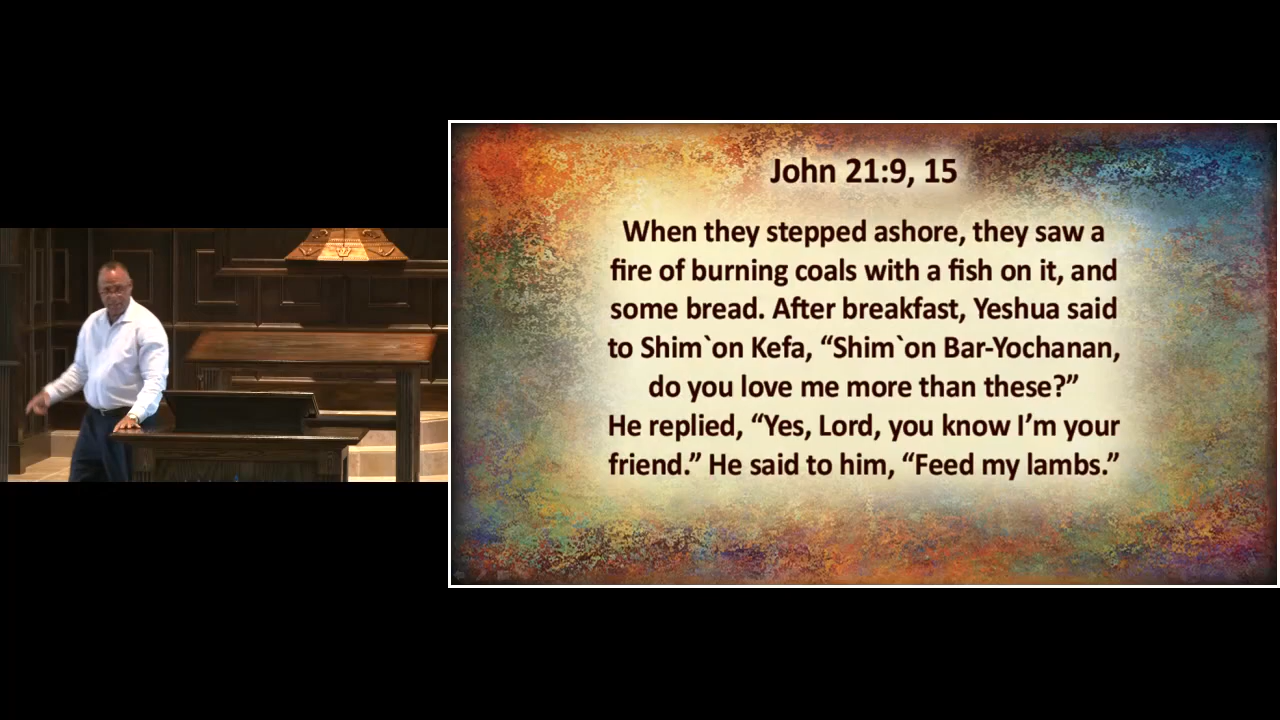 John 21:9, 15
When they stepped ashore, they saw a
fire of burning coals with a fish on it, and
some bread. After breakfast, Yeshua said
to Shim`on Kefa, “Shim`on Bar-Yochanan,
do you love me more than these?”
He replied, “Yes, Lord, you know I’m your
friend.” He said to him, “Feed my lambs.”